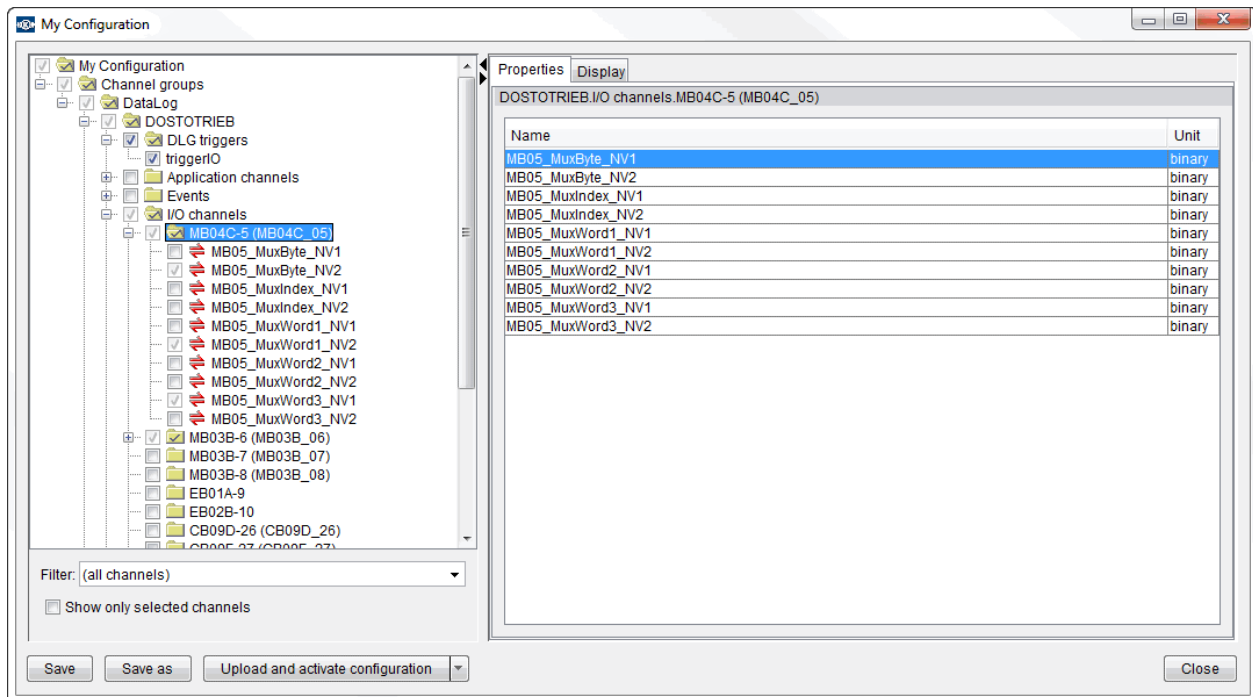 My Configuration
My Configuration
Channel groups
DataLog
DOSTOTRIEB
DLG triggers
triggerIO
Application channels
Events
I/O channels
MB04C-5 (MB04C_05)
MB05_MuxByte_NV1
MB05_MuxByte_NV2
MB05_MuxIndex_NV1
MB05_MuxIndex_NV2
MB05_MuxWord1_NV1
MB05_MuxWord1_NV2
MB05_MuxWord2_NV1
MB05_MuxWord2_NV2
MB05_MuxWord3_NV1
MB05_MuxWord3_NV2
MB03B-6 (MB03B_06)
MB03B-7 (MB03B_07)
MB03B-8 (MB03B_08)
EB01A-9
EB02B-10
CB09D-26 (CB09D_26)
Filter: (all channels)
Show only selected channels
Properties Display
DOSTOTRIEB.I/O channels.MB04C-5 (MB04C_05)
Name Unit
MB05_MuxByte_NV1 binary
MB05_MuxByte_NV2 binary
MB05_MuxIndex_NV1 binary
MB05_MuxIndex_NV2 binary
MB05_MuxWord1_NV1 binary
MB05_MuxWord1_NV2 binary
MB05_MuxWord2_NV1 binary
MB05_MuxWord2_NV2 binary
MB05_MuxWord3_NV1 binary
MB05_MuxWord3_NV2 binary
Save Save as Upload and activate configuration Close